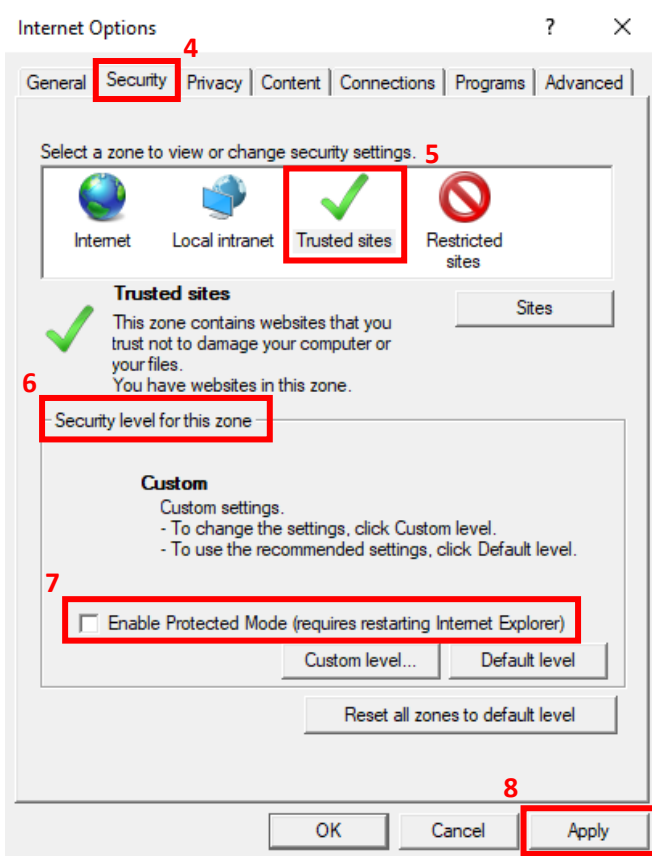 Internet Options ? ×
4
General Security Privacy Content Connections Programs Advanced
Select a zone to view or change security settings. 5
Internet Local intranet Trusted sites Restricted
sites
Trusted sites
Sites
This zone contains websites that you
trust not to damage your computer or
your files.
You have websites in this zone.
6
Security level for this zone
Custom
Custom settings.
- To change the settings, click Custom level.
- To use the recommended settings, click Default level.
7
Enable Protected Mode (requires restarting Internet Explorer)
Custom level... Default level
Reset all zones to default level
8
OK Cancel Apply